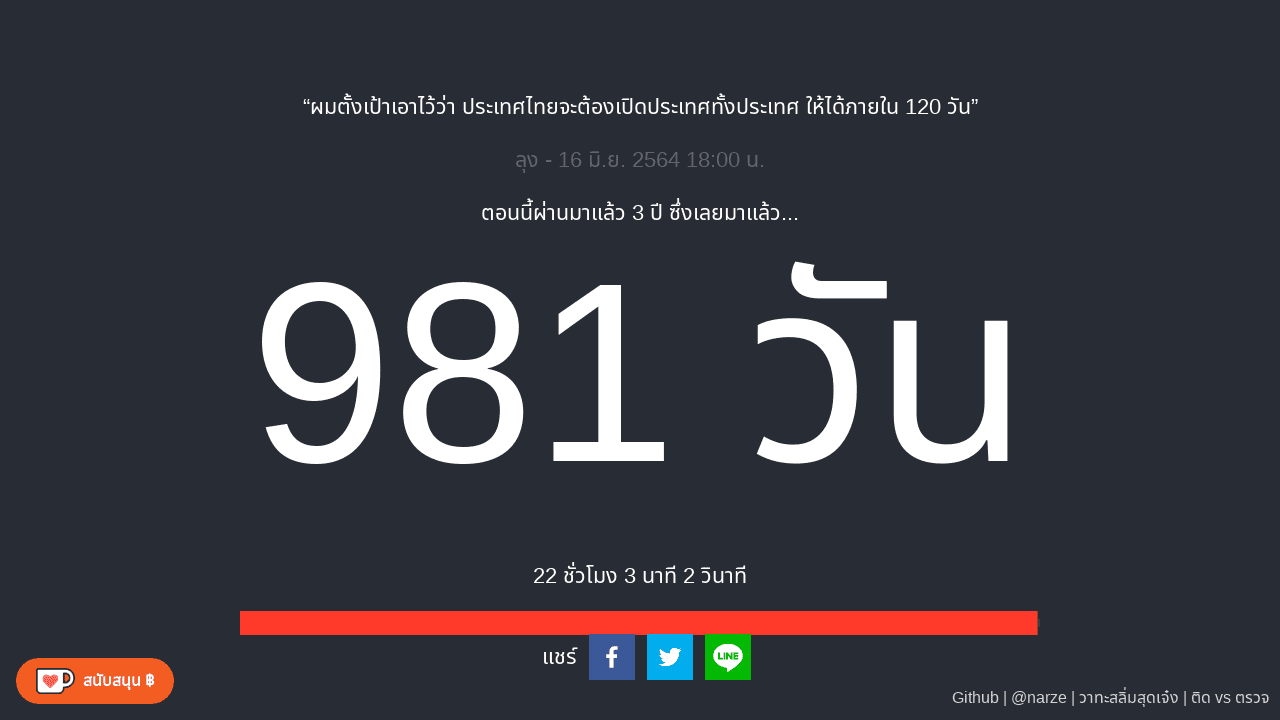 “ผมตั้งเป้าเอาไว้ว่า ประเทศไทยจะต้องเปิดประเทศทั้งประเทศ ให้ได้ภายใน 120 วัน”
ลุง - 16 มิ.ย. 2564 18:00 น.
ตอนนี้ผ่านมาแล้ว 3 ปี ซึ่งเลยมาแล้ว...
981 วัน
22 ชั่วโมง 3 นาที 2 วินาที
แชร์
LINE
สนับสนุน ฿
Github | @narze | วาทะสลิ่มสุดเจ๋ง | ติด vs ตรวจ